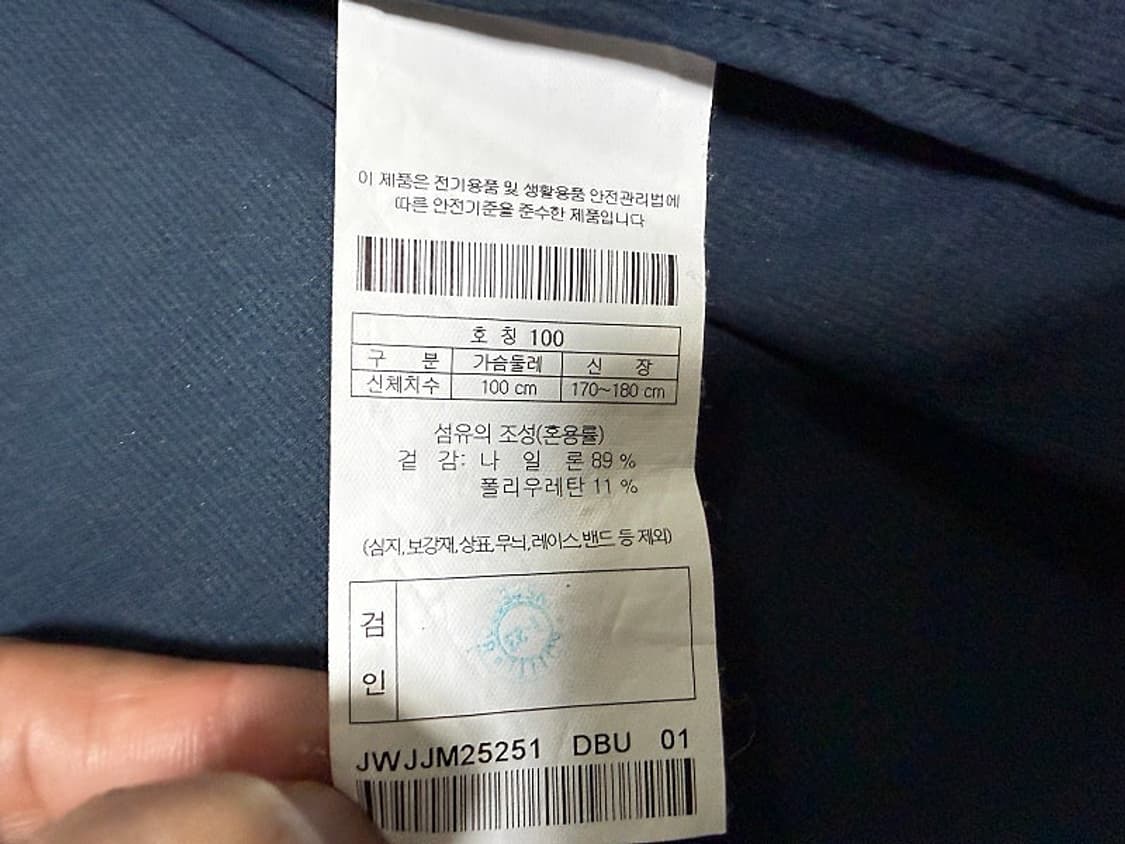 이 제품은 전기용품 및 생활용품 안전관리법에
따른 안전기준을 준수한 제품입니다
호 칭 100
구 분 가슴둘레 신 장
신체치수 100 cm 170~180 cm
섬유의 조성(혼용률)
겉 감: 나 일 론 89 %
폴리우레탄 11 %
(심지,보강재,상표,무늬,레이스,밴드 등 제외)
검
인
JWJJM25251 DBU 01